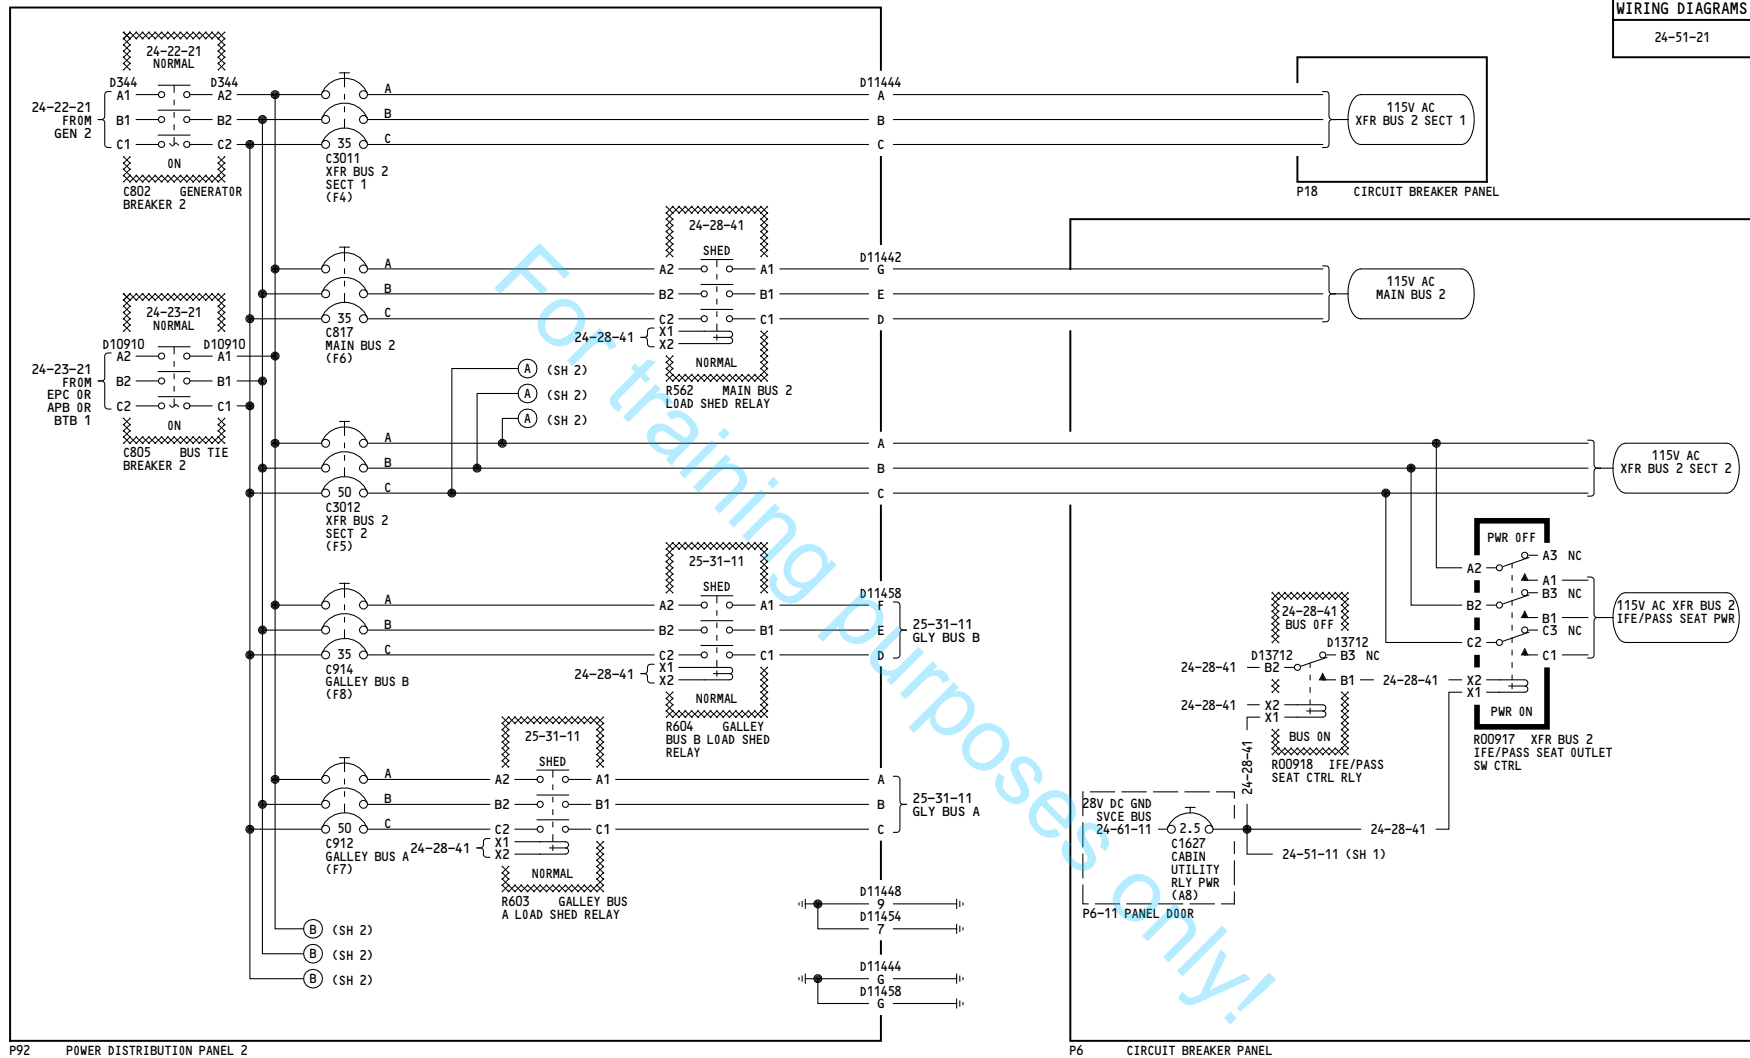 WIRING DIAGRAMS
24-51-21
24-22-21
NORMAL
D344
D344
A1
A2
B1
B2
C1
C2
24-22-21
FROM
GEN 2
ON
C802 GENERATOR
BREAKER 2
A
B
C
35
C3011
XFR BUS 2
SECT 1
(F4)
D11444
A
B
C
115V AC
XFR BUS 2 SECT 1
P18 CIRCUIT BREAKER PANEL
24-23-21
NORMAL
D10910
D10910
A2
A1
B2
B1
C2
C1
24-23-21
FROM
EPC OR
APB OR
BTB 1
ON
C805 BUS TIE
BREAKER 2
A
B
C
35
C817
MAIN BUS 2
(F6)
24-28-41
SHED
A2
A1
B2
B1
C2
C1
24-28-41
X1
X2
NORMAL
R562 MAIN BUS 2
LOAD SHED RELAY
D11442
G
E
D
115V AC
MAIN BUS 2
A (SH 2)
A (SH 2)
A (SH 2)
A
B
C
50
C3012
XFR BUS 2
SECT 2
(F5)
A
B
C
115V AC
XFR BUS 2 SECT 2
A
B
C
35
C914
GALLEY BUS B
(F8)
25-31-11
SHED
A2
A1
B2
B1
C2
C1
24-28-41
X1
X2
NORMAL
R604 GALLEY
BUS B LOAD SHED
RELAY
D11458
F
E
D
25-31-11
GLY BUS B
A
B
C
50
C912
GALLEY BUS A
(F7)
25-31-11
SHED
A2
A1
B2
B1
C2
C1
24-28-41
X1
X2
NORMAL
R603 GALLEY BUS
A LOAD SHED RELAY
A
B
C
25-31-11
GLY BUS A
PWR OFF
A2
A3 NC
A1
B2
B3 NC
B1
C2
C3 NC
C1
X2
X1
PWR ON
R00917 XFR BUS 2
IFE/PASS SEAT OUTLET
SW CTRL
115V AC XFR BUS 2
IFE/PASS SEAT PWR
24-28-41
BUS OFF
D13712
D13712
24-28-41
B2
B3 NC
B1
24-28-41
24-28-41
X2
X1
BUS ON
R00918 IFE/PASS
SEAT CTRL RLY
24-28-41
28V DC GND
SVCE BUS
24-61-11
2.5
C1627
CABIN
UTILITY
RLY PWR
(A8)
P6-11 PANEL DOOR
24-28-41
24-51-11 (SH 1)
B (SH 2)
B (SH 2)
B (SH 2)
D11448
9
D11454
7
D11444
G
D11458
G
P92 POWER DISTRIBUTION PANEL 2
P6 CIRCUIT BREAKER PANEL
For training purposes only!